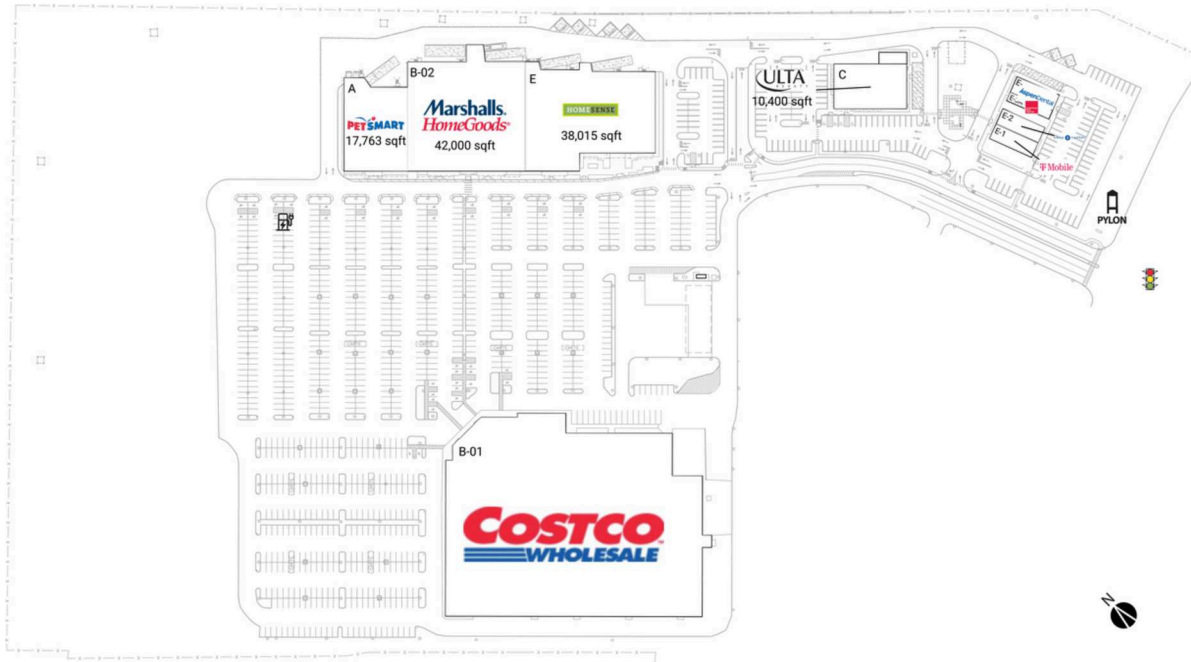 A
PETSMART
17,763 sqft
B-02
Marshalls.
HomeGoods
42,000 sqft
E
HOMESENSE
38,015 sqft
ULTA
10,400 sqft
C
E-
AspenDental
E-
E-2
E-1
T Mobile
PYLON
B-01
COSTCO
WHOLESALE
N